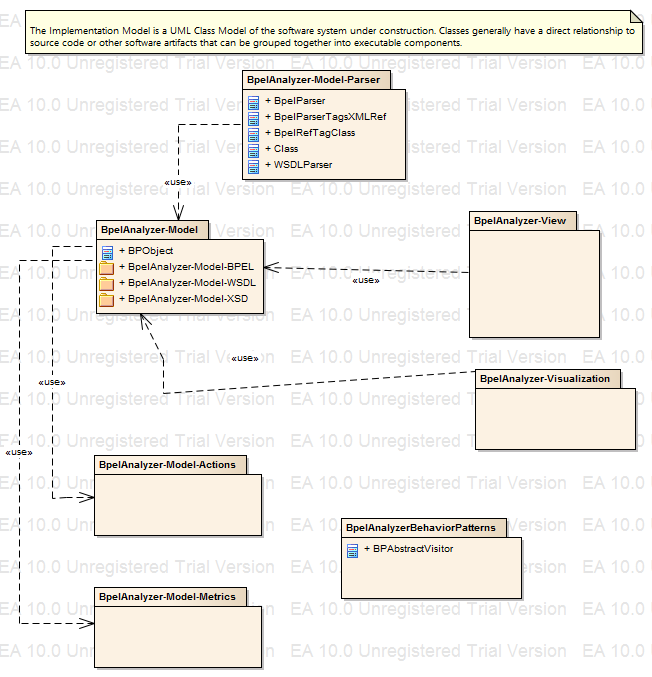 The Implementation Model is a UML Class Model of the software system under construction. Classes generally have a direct relationship to
source code or other software artifacts that can be grouped together into executable components.
EA 10.0 Unregistered Trial Version
BpelAnalyzer-Model-Parser
+ BpelParser
+ BpelParserTagsXMLRef
+ BpelRefTagClass
+ Class
+ WSDLParser
«use»
BpelAnalyzer-Model
+ BPObject
+ BpelAnalyzer-Model-BPEL
+ BpelAnalyzer-Model-WSDL
+ BpelAnalyzer-Model-XSD
BpelAnalyzer-View
«use»
«use»
BpelAnalyzer-Visualization
«use»
«use»
BpelAnalyzer-Model-Actions
BpelAnalyzerBehaviorPatterns
+ BPAbstractVisitor
BpelAnalyzer-Model-Metrics